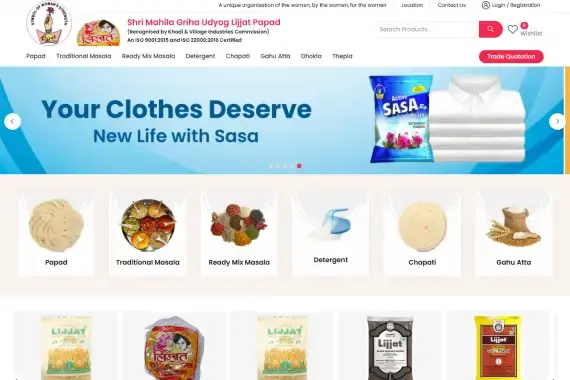 A unique organisation of the women, by the women, for the women
Location
Contact Us
Login / Registration
Shri Mahila Griha Udyog Lijjat Papad
(Recognised by Khadi & Village Industries Commission)
An ISO 9001:2015 and ISO 22000:2018 Certified
लिज्जत
Search Products...
0
Wishlist
Papad
Traditional Masala
Ready Mix Masala
Detergent
Chapati
Gahu Atta
Dhokla
Thepla
Trade Quotation
Your Clothes Deserve
New Life with Sasa
Active
SASA
Papad
Traditional Masala
Ready Mix Masala
Detergent
Chapati
Gahu Atta
LIJJAT
लिज्जत
LIJJAT
Lijjat
Lijjat